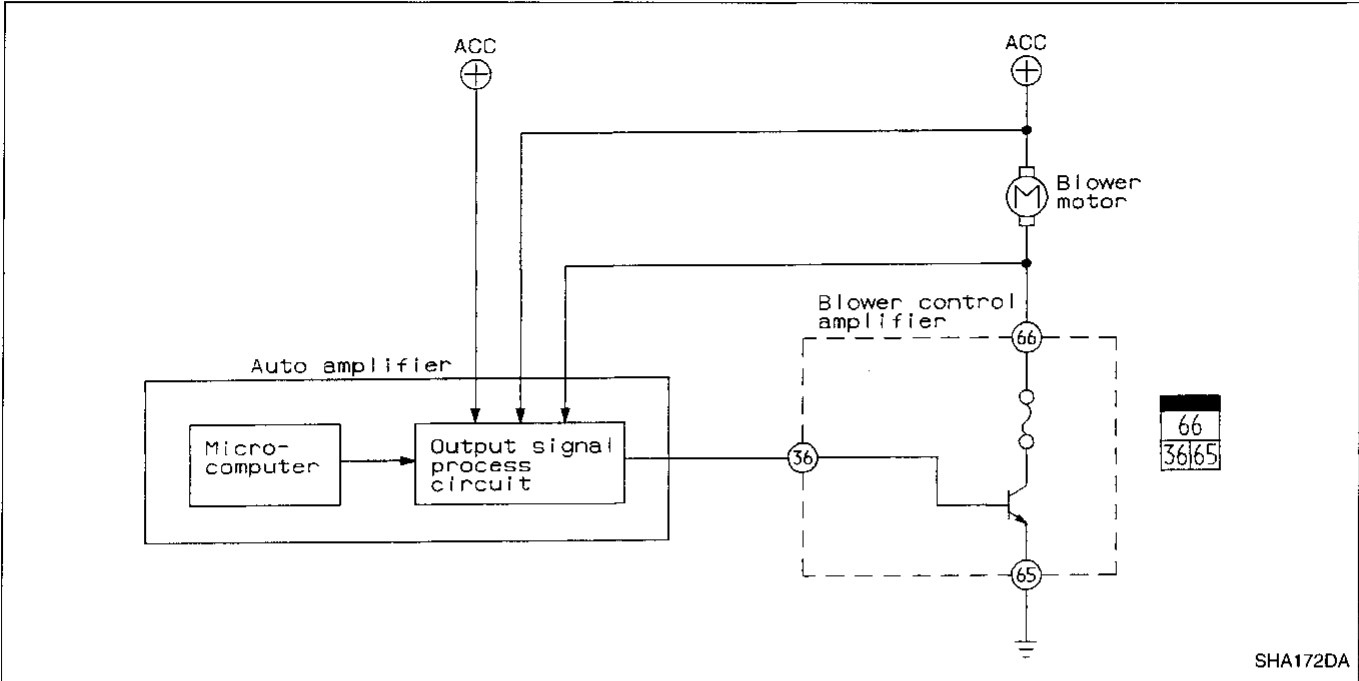 ACC
ACC
Blower
motor
Blower control
amplifier
66
Auto amplifier
Micro-
computer
Output signal
process
circuit
36
66
36 65
65
SHA172DA